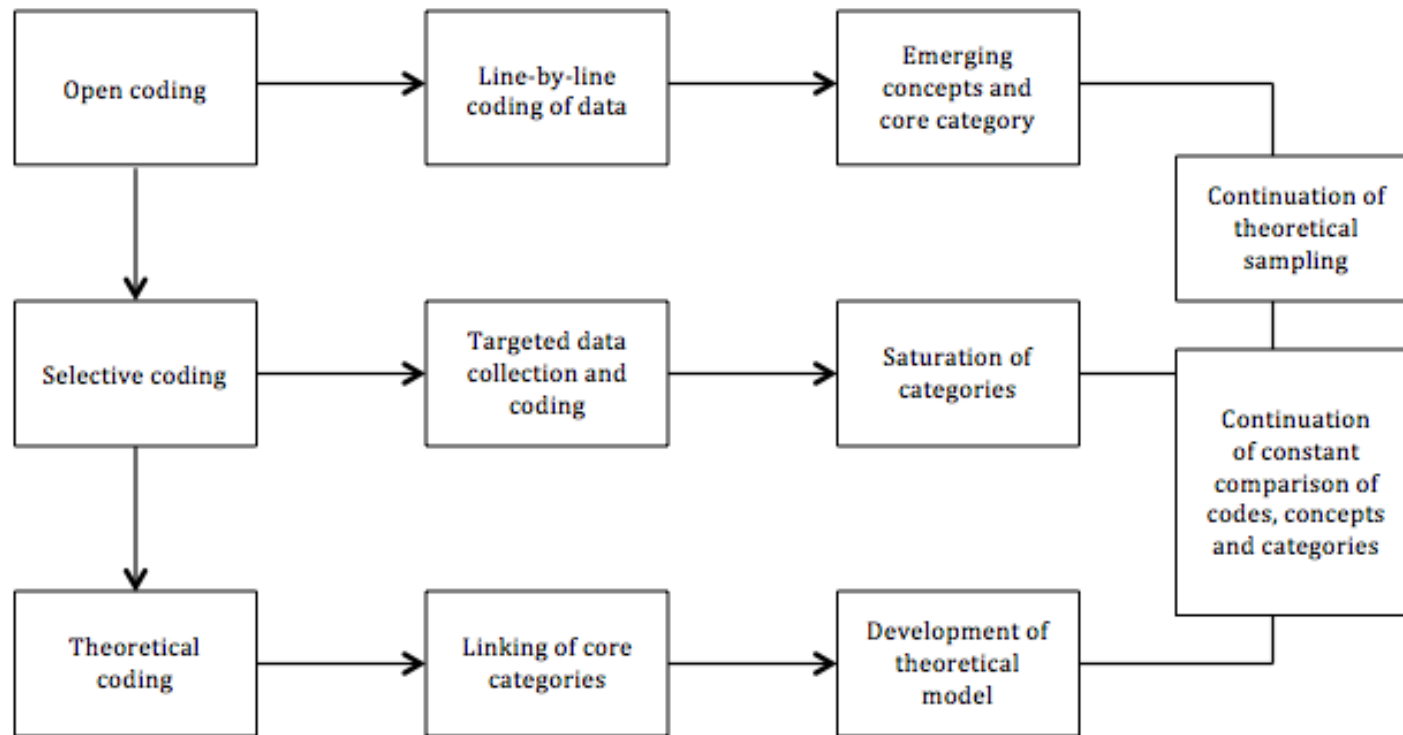 Open coding
Line-by-line
coding of data
Emerging
concepts and
core category
Continuation of
theoretical
sampling
Selective coding
Targeted data
collection and
coding
Saturation of
categories
Continuation
of constant
comparison of
codes, concepts
and categories
Theoretical
coding
Linking of core
categories
Development of
theoretical
model